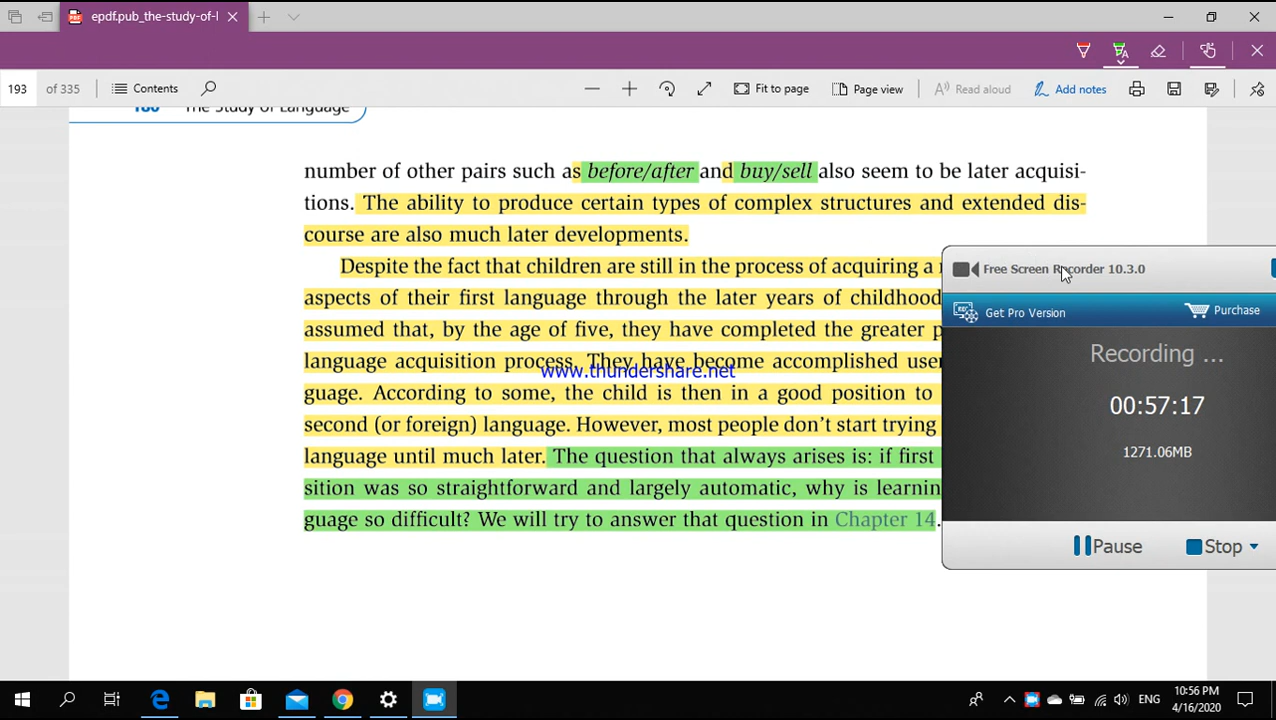 epdf.pub_the-study-of-l
193 of 335 Contents Fit to page Page view Read aloud Add notes
180 The Study of Language
number of other pairs such as before/after and buy/sell also seem to be later acquisi-
tions. The ability to produce certain types of complex structures and extended dis-
course are also much later developments.
Despite the fact that children are still in the process of acquiring a
aspects of their first language through the later years of childhood
assumed that, by the age of five, they have completed the greater p
language acquisition process. They have become accomplished user
guage. According to some, the child is then in a good position to
second (or foreign) language. However, most people don't start trying
language until much later. The question that always arises is: if first
sition was so straightforward and largely automatic, why is learnin
guage so difficult? We will try to answer that question in Chapter 14.
www.thundershare.net
Free Screen Recorder 10.3.0
Get Pro Version Purchase
Recording ...
00:57:17
1271.06MB
Pause Stop
ENG
10:56 PM
4/16/2020